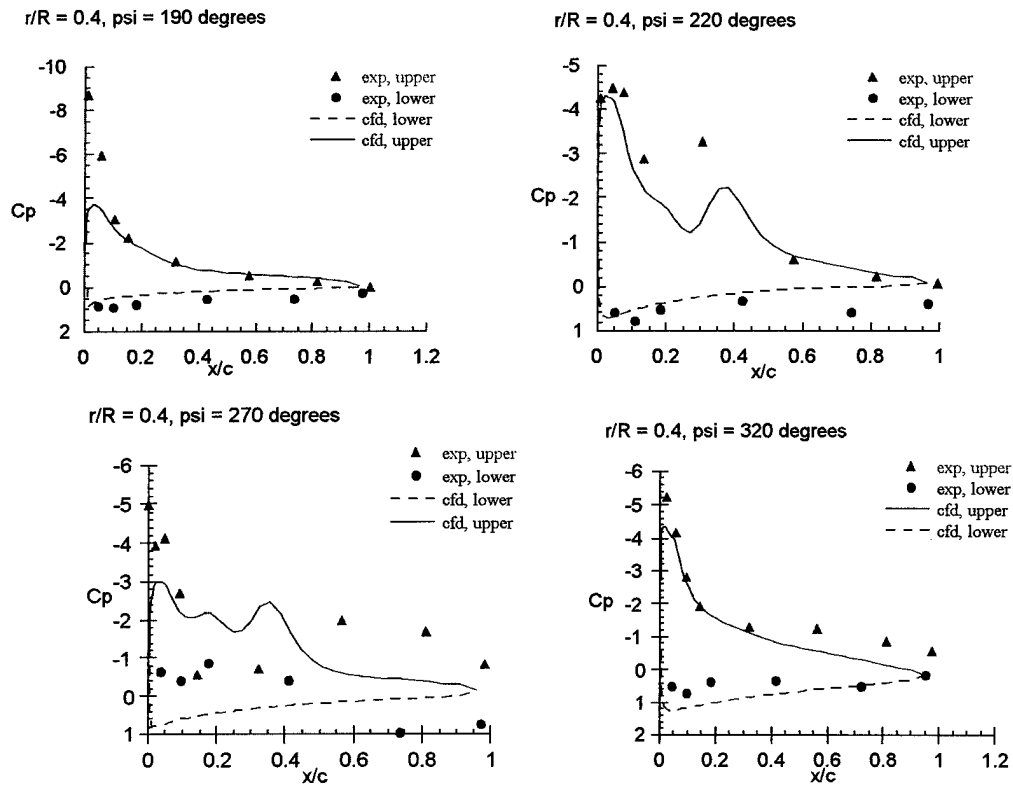 r/R = 0.4, psi = 190 degrees
-10
-8
-6
-4
-2
0
2
Cp
exp, upper
exp, lower
cfd, lower
cfd, upper
0
0.2
0.4
0.6
0.8
1
1.2
x/c
r/R = 0.4, psi = 220 degrees
-5
-4
-3
-2
-1
0
1
Cp
exp, upper
exp, lower
cfd, lower
cfd, upper
0
0.2
0.4
0.6
0.8
1
x/c
r/R = 0.4, psi = 270 degrees
-6
-5
-4
-3
-2
-1
0
1
Cp
exp, upper
exp, lower
cfd, lower
cfd, upper
0
0.2
0.4
0.6
0.8
1
x/c
r/R = 0.4, psi = 320 degrees
-6
-5
-4
-3
-2
-1
0
1
2
Cp
exp, upper
exp, lower
cfd, upper
cfd, lower
0
0.2
0.4
0.6
0.8
1
1.2
x/c